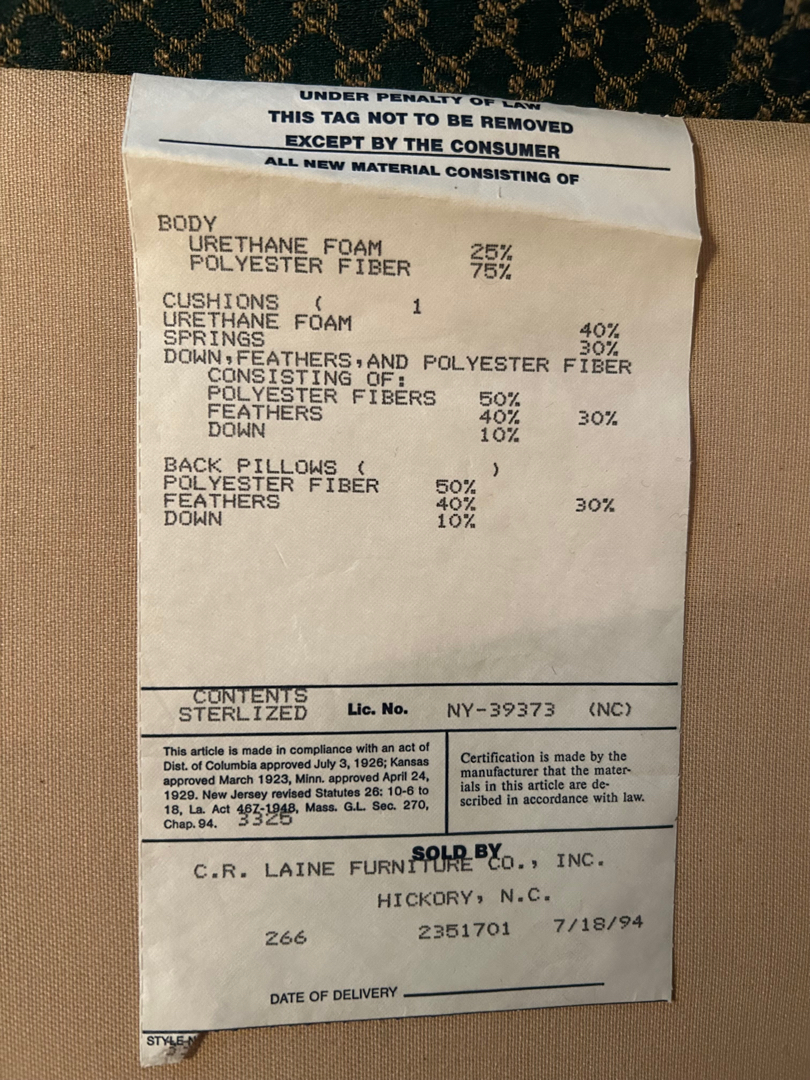 UNDER PENALTY OF LAW
THIS TAG NOT TO BE REMOVED
EXCEPT BY THE CONSUMER
ALL NEW MATERIAL CONSISTING OF
BODY
URETHANE FOAM 25%
POLYESTER FIBER 75%
CUSHIONS ( 1
URETHANE FOAM 40%
SPRINGS 30%
DOWN,FEATHERS,AND POLYESTER FIBER
CONSISTING OF:
POLYESTER FIBERS 50%
FEATHERS 40% 30%
DOWN 10%
BACK PILLOWS ( )
POLYESTER FIBER 50%
FEATHERS 40% 30%
DOWN 10%
CONTENTS
STERLIZED Lic. No. NY-39373 (NC)
This article is made in compliance with an act of
Dist. of Columbia approved July 3, 1926; Kansas
approved March 1923, Minn. approved April 24,
1929. New Jersey revised Statutes 26: 10-6 to
18, La. Act 467-1948, Mass. G.L. Sec. 270,
Chap. 94. 3325
Certification is made by the
manufacturer that the mater-
ials in this article are de-
scribed in accordance with law.
SOLD BY
C.R. LAINE FURNITURE CO., INC.
HICKORY, N.C.
266 2351701 7/18/94
DATE OF DELIVERY
STYLE